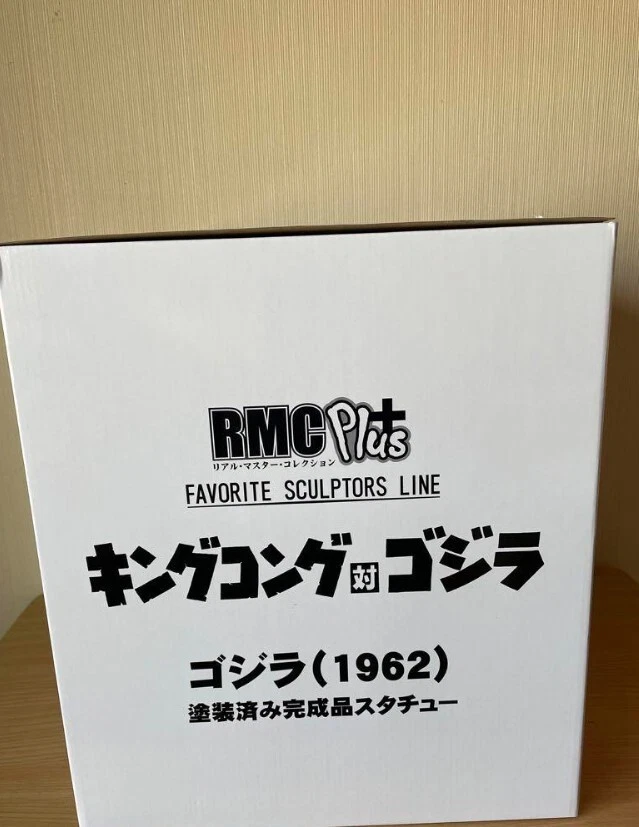 RMC Plus+
リアル・マスター・コレクション
FAVORITE SCULPTORS LINE
キングコング対ゴジラ
ゴジラ(1962)
塗装済み完成品スタチュー